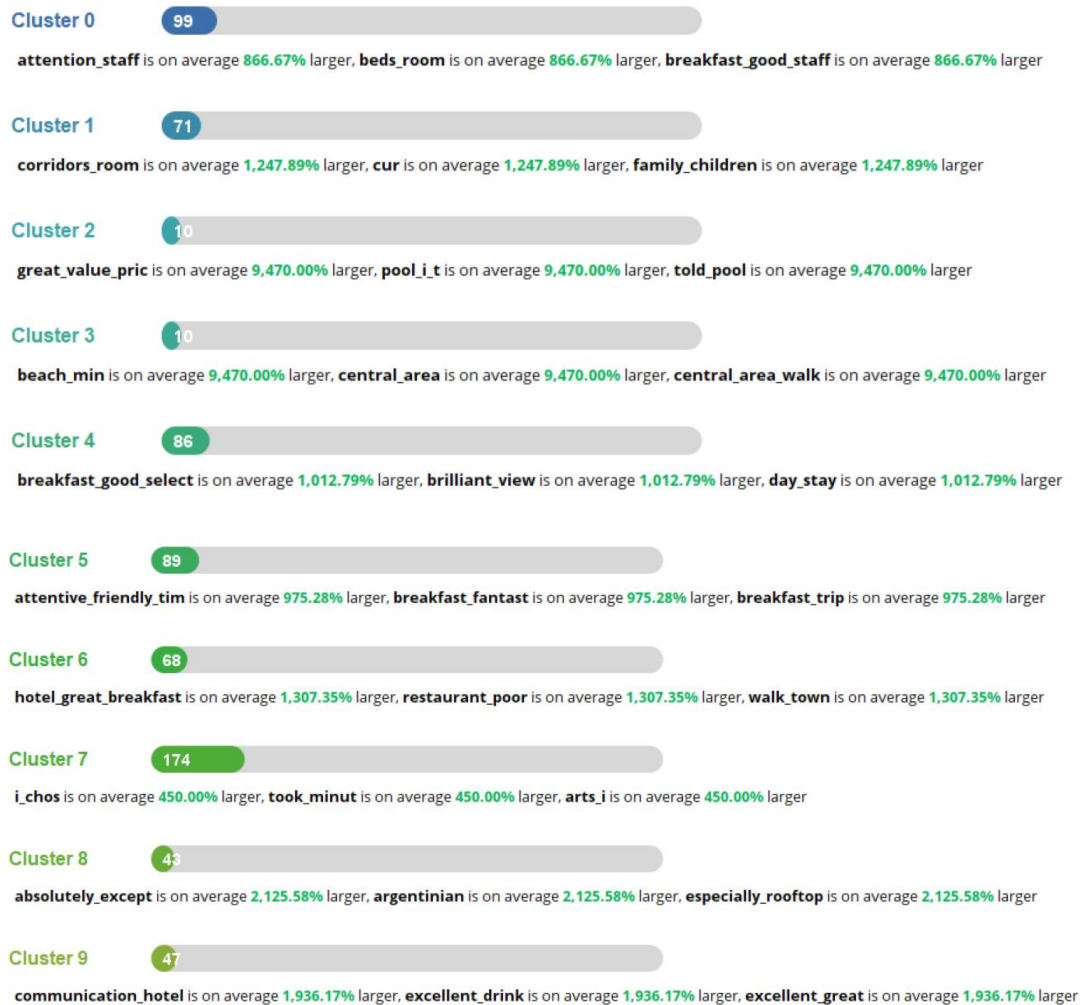 Cluster 0 99
attention_staff is on average 866.67% larger, beds_room is on average 866.67% larger, breakfast_good_staff is on average 866.67% larger
Cluster 1 71
corridors_room is on average 1,247.89% larger, cur is on average 1,247.89% larger, family_children is on average 1,247.89% larger
Cluster 2 10
great_value_pric is on average 9,470.00% larger, pool_i_t is on average 9,470.00% larger, told_pool is on average 9,470.00% larger
Cluster 3 10
beach_min is on average 9,470.00% larger, central_area is on average 9,470.00% larger, central_area_walk is on average 9,470.00% larger
Cluster 4 86
breakfast_good_select is on average 1,012.79% larger, brilliant_view is on average 1,012.79% larger, day_stay is on average 1,012.79% larger
Cluster 5 89
attentive_friendly_tim is on average 975.28% larger, breakfast_fantast is on average 975.28% larger, breakfast_trip is on average 975.28% larger
Cluster 6 68
hotel_great_breakfast is on average 1,307.35% larger, restaurant_poor is on average 1,307.35% larger, walk_town is on average 1,307.35% larger
Cluster 7 174
i_chos is on average 450.00% larger, took_minut is on average 450.00% larger, arts_i is on average 450.00% larger
Cluster 8 43
absolutely_except is on average 2,125.58% larger, argentinian is on average 2,125.58% larger, especially_rooftop is on average 2,125.58% larger
Cluster 9 47
communication_hotel is on average 1,936.17% larger, excellent_drink is on average 1,936.17% larger, excellent_great is on average 1,936.17% larger